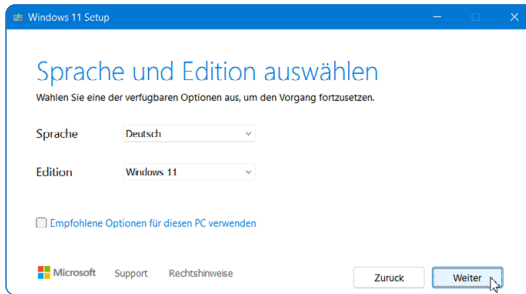 Windows 11 Setup
Sprache und Edition auswählen
Wählen Sie eine der verfügbaren Optionen aus, um den Vorgang fortzusetzen.
Sprache Deutsch
Edition Windows 11
Empfohlene Optionen für diesen PC verwenden
Microsoft Support Rechtshinweise Zurück Weiter